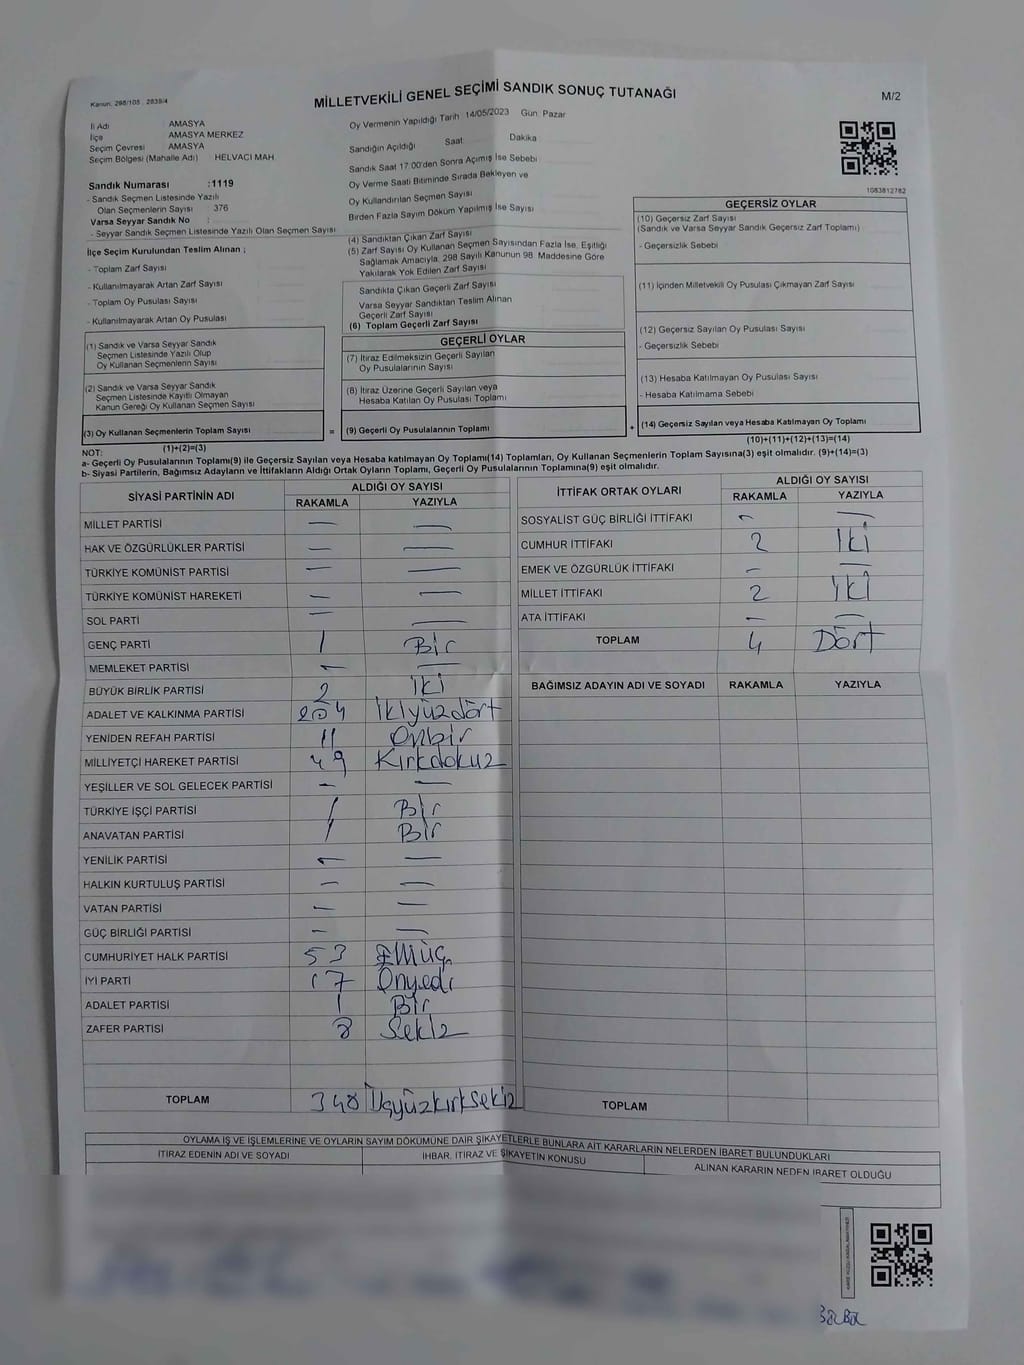 Kanun: 298/105 , 2839/4
MİLLETVEKİLİ GENEL SEÇİMİ SANDIK SONUÇ TUTANAĞI
M/2
İl Adı : AMASYA
İlçe : AMASYA MERKEZ
Seçim Çevresi : AMASYA
Seçim Bölgesi (Mahalle Adı) : HELVACI MAH.
Sandık Numarası :1119
- Sandık Seçmen Listesinde Yazılı
Olan Seçmenlerin Sayısı : 376
Varsa Seyyar Sandık No :
- Seyyar Sandık Seçmen Listesinde Yazılı Olan Seçmen Sayısı
İlçe Seçim Kurulundan Teslim Alınan ;
- Toplam Zarf Sayısı
- Kullanılmayarak Artan Zarf Sayısı
- Toplam Oy Pusulası Sayısı
- Kullanılmayarak Artan Oy Pusulası
Oy Vermenin Yapıldığı Tarih 14/05/2023 Gün: Pazar
Sandığın Açıldığı Saat Dakika
Sandık Saat 17:00'den Sonra Açımış İse Sebebi
Oy Verme Saati Bitiminde Sırada Bekleyen ve
Oy Kullandırılan Seçmen Sayısı
Birden Fazla Sayım Döküm Yapılmış İse Sayısı
(4) Sandıktan Çıkan Zarf Sayısı
(5) Zarf Sayısı Oy Kullanan Seçmen Sayısından Fazla İse, Eşitliği
Sağlamak Amacıyla, 298 Sayılı Kanunun 98. Maddesine Göre
Yakılarak Yok Edilen Zarf Sayısı
Sandıkta Çıkan Geçerli Zarf Sayısı
Varsa Seyyar Sandıktan Teslim Alınan
Geçerli Zarf Sayısı
(6) Toplam Geçerli Zarf Sayısı
1083812782
GEÇERSİZ OYLAR
(10) Geçersiz Zarf Sayısı
(Sandık ve Varsa Seyyar Sandık Geçersiz Zarf Toplamı)
- Geçersizlik Sebebi
(11) İçinden Milletvekili Oy Pusulası Çıkmayan Zarf Sayısı
(12) Geçersiz Sayılan Oy Pusulası Sayısı
- Geçersizlik Sebebi
(13) Hesaba Katılmayan Oy Pusulası Sayısı
- Hesaba Katılmama Sebebi
(1) Sandık ve Varsa Seyyar Sandık
Seçmen Listesinde Yazılı Olup
Oy Kullanan Seçmenlerin Sayısı
(2) Sandık ve Varsa Seyyar Sandık
Seçmen Listesinde Kayıtlı Olmayan
Kanun Gereği Oy Kullanan Seçmen Sayısı
GEÇERLİ OYLAR
(7) İtiraz Edilmeksizin Geçerli Sayılan
Oy Pusulasının Sayısı
(8) İtiraz Üzerine Geçerli Sayılan veya
Hesaba Katılan Oy Pusulası Toplamı
(3) Oy Kullanan Seçmenlerin Toplam Sayısı = (9) Geçerli Oy Pusulalarının Toplamı + (14) Geçersiz Sayılan veya Hesaba Katılmayan Oy Toplamı
(1)+(2)=(3) (10)+(11)+(12)+(13)=(14)
NOT:
a- Geçerli Oy Pusulalarının Toplamı(9) ile Geçersiz Sayılan veya Hesaba katılmayan Oy Toplamı(14) Toplamları, Oy Kullanan Seçmenlerin Toplam Sayısına(3) eşit olmalıdır. (9)+(14)=(3)
b- Siyasi Partilerin, Bağımsız Adayların ve İttifakların Aldığı Ortak Oyların Toplamı, Geçerli Oy Pusulalarının Toplamına(9) eşit olmalıdır.
SİYASİ PARTİNİN ADI ALDIĞI OY SAYISI
RAKAMLA YAZIYLA
MİLLET PARTİSİ — —
HAK VE ÖZGÜRLÜKLER PARTİSİ — —
TÜRKİYE KOMÜNİST PARTİSİ — —
TÜRKİYE KOMÜNİST HAREKETİ — —
SOL PARTİ — —
GENÇ PARTİ 1 Bir
MEMLEKET PARTİSİ — —
BÜYÜK BİRLİK PARTİSİ 2 İki
ADALET VE KALKINMA PARTİSİ 204 İkiyüzdört
YENİDEN REFAH PARTİSİ 11 Onbir
MİLLİYETÇİ HAREKET PARTİSİ 49 Kırkdokuz
YEŞİLLER VE SOL GELECEK PARTİSİ — —
TÜRKİYE İŞÇİ PARTİSİ 1 Bir
ANAVATAN PARTİSİ 1 Bir
YENİLİK PARTİSİ — —
HALKIN KURTULUŞ PARTİSİ — —
VATAN PARTİSİ — —
GÜÇ BİRLİĞİ PARTİSİ — —
CUMHURİYET HALK PARTİSİ 53
İYİ PARTİ 17 Onyedi
ADALET PARTİSİ 1 Bir
ZAFER PARTİSİ 8 Sekiz
TOPLAM 348 Üçyüzkırksekiz
İTTİFAK ORTAK OYLARI ALDIĞI OY SAYISI
RAKAMLA YAZIYLA
SOSYALİST GÜÇ BİRLİĞİ İTTİFAKI — —
CUMHUR İTTİFAKI 2 İki
EMEK VE ÖZGÜRLÜK İTTİFAKI — —
MİLLET İTTİFAKI 2 İki
ATA İTTİFAKI — —
TOPLAM 4 Dört
BAĞIMSIZ ADAYIN ADI VE SOYADI RAKAMLA YAZIYLA
TOPLAM
OYLAMA İŞ VE İŞLEMLERİNE VE OYLARIN SAYIM DÖKÜMÜNE DAİR ŞİKAYETLERLE BUNLARA AİT KARARLARIN NELERDEN İBARET BULUNDUKLARI
İTİRAZ EDENİN ADI VE SOYADI İHBAR, İTİRAZ VE ŞİKAYETİN KONUSU ALINAN KARARIN NEDEN İBARET OLDUĞU